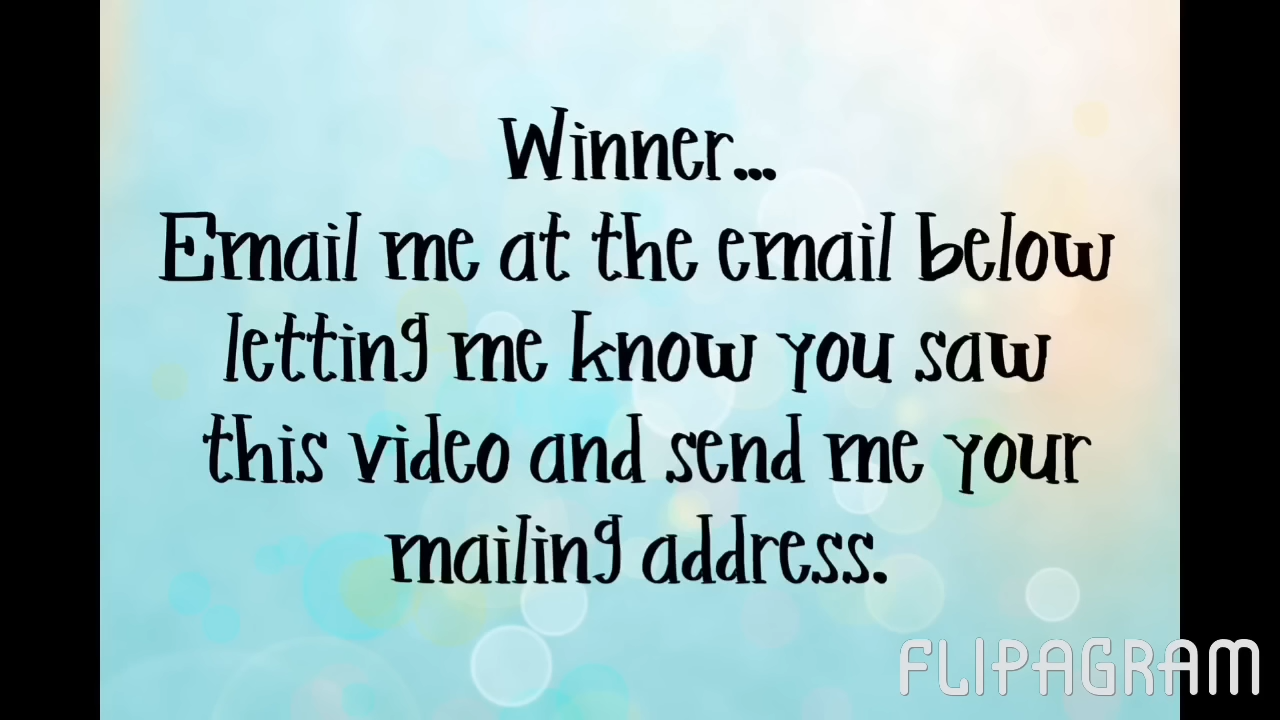 Winner...
Email me at the email below
letting me know you saw
this video and send me your
mailing address.
FLIPAGRAM